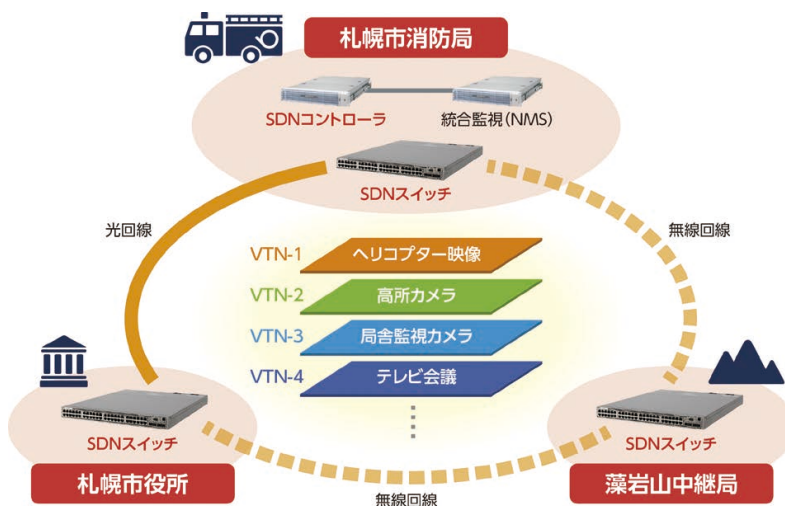 札幌市消防局
SDNコントローラ
統合監視(NMS)
SDNスイッチ
光回線
無線回線
VTN-1
ヘリコプター映像
VTN-2
高所カメラ
VTN-3
局舎監視カメラ
VTN-4
テレビ会議
SDNスイッチ
SDNスイッチ
札幌市役所
無線回線
藻岩山中継局